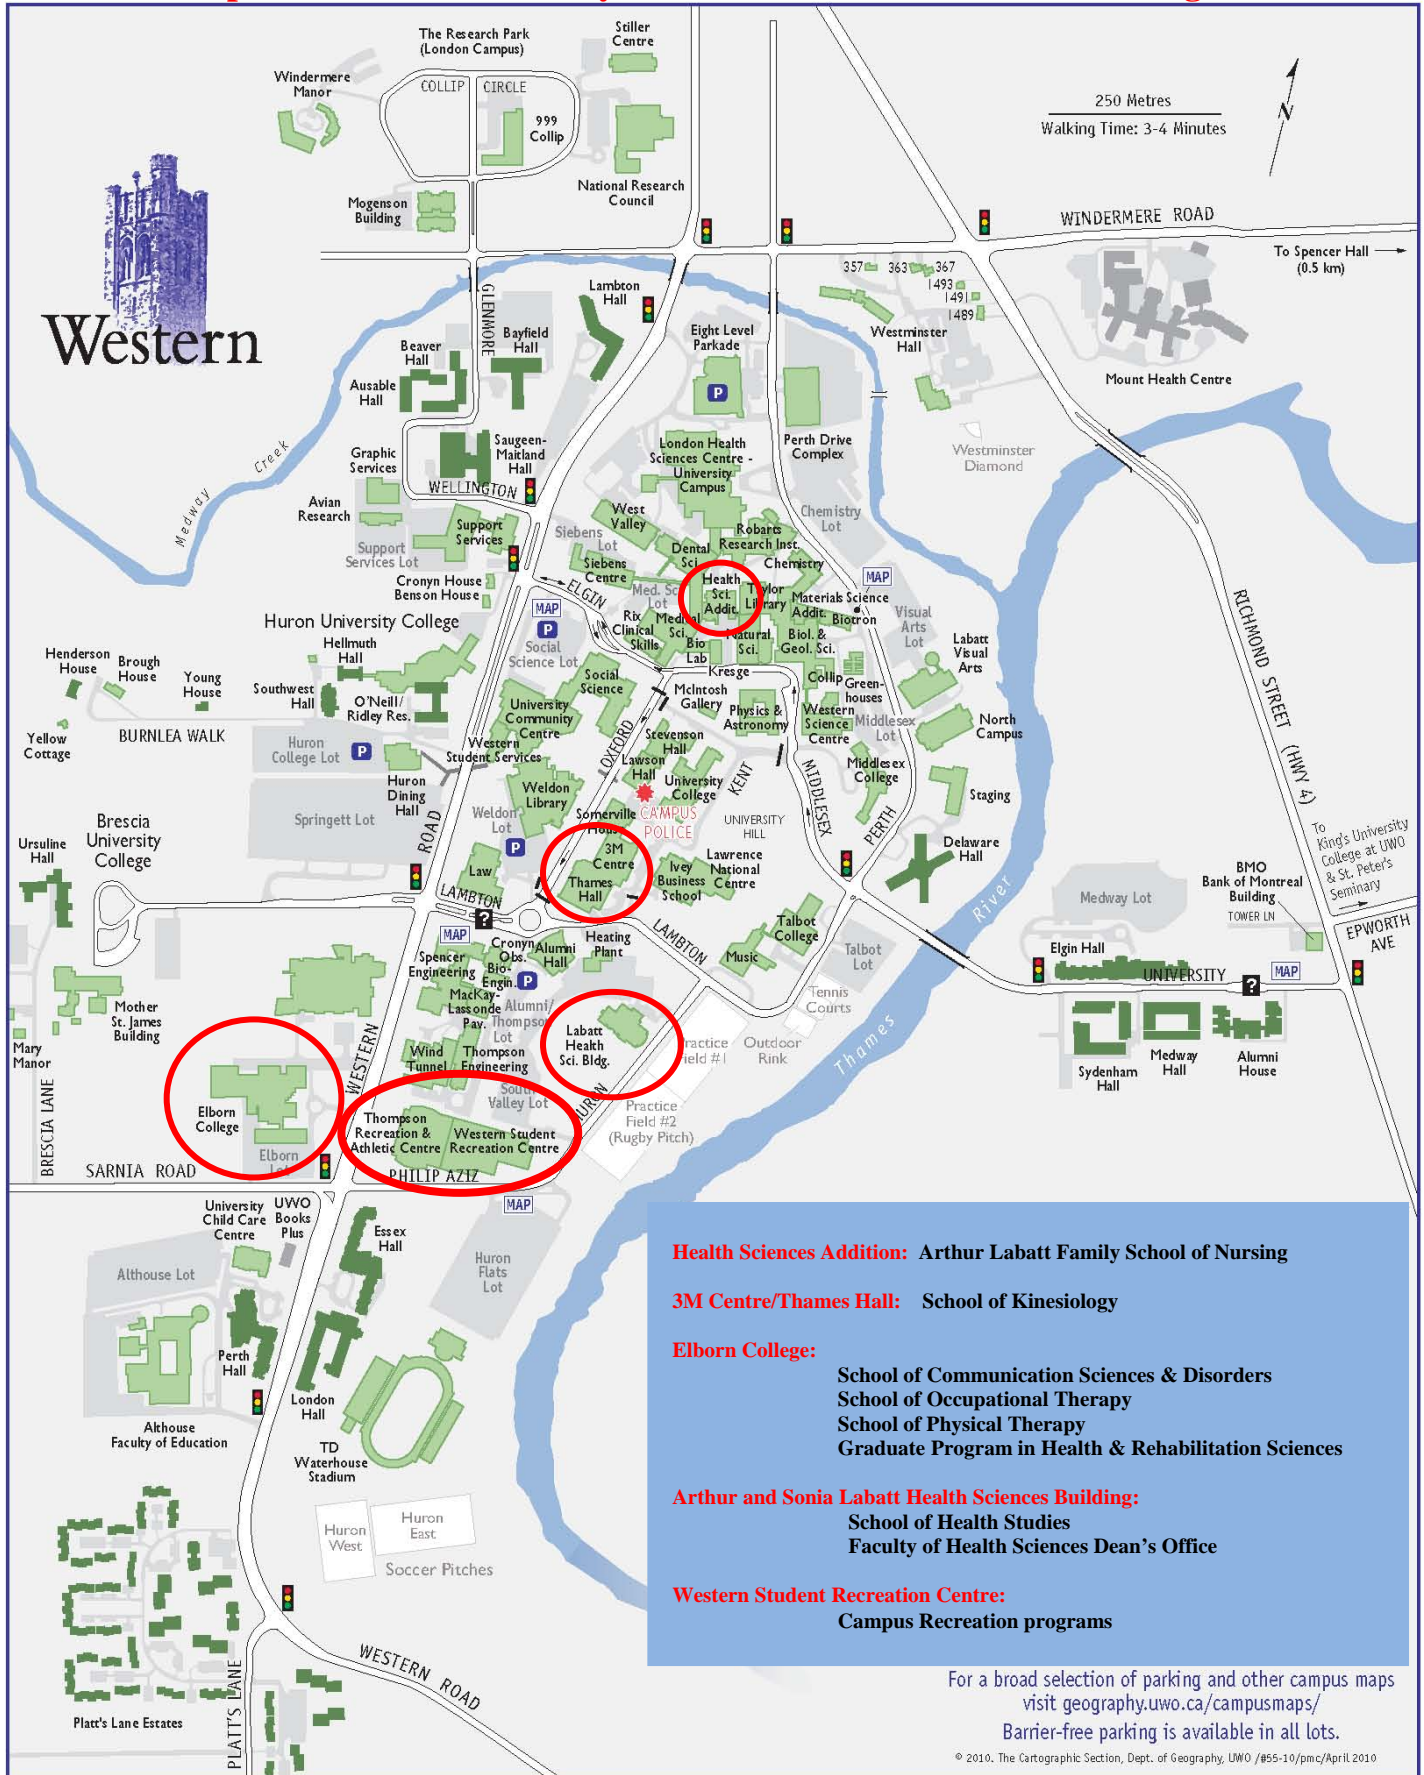 The Research Park
(London Campus)
Stiller
Centre
Windermere
Manor
COLLIP
CIRCLE
999
Collip
250 Metres
Walking Time: 3-4 Minutes
N
National Research
Council
Mogenson
Building
WINDERMERE ROAD
To Spencer Hall
(0.5 km)
Western
357
363
367
1493
1491
1489
Westminster
Hall
Mount Health Centre
GLENMORE
Lambton
Hall
Bayfield
Hall
Beaver
Hall
Ausable
Hall
Eight Level
Parkade
P
Perth Drive
Complex
Westminster
Diamond
Medway
Creek
Graphic
Services
Saugeen-
Maitland
Hall
WELLINGTON
London Health
Sciences Centre -
University
Campus
Avian
Research
Support
Services
Support
Services Lot
Siebens
Lot
West
Valley
Robarts
Research Inst.
Chemistry
Lot
Dental
Sci.
Chemistry
Siebens
Centre
Cronyn House
Benson House
ELGIN
Med. Sc
Lot
Health
Sci.
Addit.
Taylor
Library
Materials Science
Addit.
Biotron
MAP
Visual
Arts
Lot
MAP
P
Social
Science Lot
Rix
Clinical
Skills
Medical
Sci.
Bio
Lab
Natural
Sci.
Biol. &
Geol. Sci.
Labatt
Visual
Arts
Huron University College
Hellmuth
Hall
Henderson
House
Brough
House
Young
House
Southwest
Hall
O'Neill/
Ridley Res.
Social
Science
Kresge
Collip
Green-
houses
McIntosh
Gallery
Physics &
Astronomy
Western
Science
Centre
Middlesex
Lot
North
Campus
University
Community
Centre
OXFORD
Stevenson
Hall
Lawson
Hall
University
College
KENT
MIDDLESEX
Middlesex
College
Staging
PERTH
Yellow
Cottage
BURNLEA WALK
Huron
College Lot
P
Western
Student Services
Huron
Dining
Hall
Springett Lot
ROAD
Weldon
Library
Weldon
Lot
P
Somerville
House
CAMPUS
POLICE
UNIVERSITY
HILL
RICHMOND STREET (HWY 4)
Brescia
University
College
Ursuline
Hall
Law
3M
Centre
Thames
Hall
Ivey
Business
School
Lawrence
National
Centre
Delaware
Hall
To
King's University
College at UWO
& St. Peter's
Seminary
BMO
Bank of Montreal
Building
TOWER LN
Medway Lot
EPWORTH
AVE
LAMBTON
?
MAP
LAMBTON
Talbot
College
Music
Talbot
Lot
River
Elgin Hall
UNIVERSITY
?
MAP
Cronyn
Obs.
Alumni
Hall
Heating
Plant
Spencer
Engineering
Bio-
Engin.
P
MacKay-
Lassonde
Pav.
Alumni/
Thompson
Lot
Mother
St. James
Building
Mary
Manor
Tennis
Courts
Outdoor
Rink
Thames
Labatt
Health
Sci. Bldg.
Practice
Field #1
Wind
Tunnel
Thompson
Engineering
South
Valley Lot
HURON
Sydenham
Hall
Medway
Hall
Alumni
House
WESTERN
Elborn
College
Elborn
Lot
Practice
Field #2
(Rugby Pitch)
Thompson
Recreation &
Athletic Centre
Western Student
Recreation Centre
BRESCIA LANE
SARNIA ROAD
PHILIP AZIZ
MAP
University
Child Care
Centre
UWO
Books
Plus
Essex
Hall
Huron
Flats
Lot
Althouse Lot
Perth
Hall
London
Hall
Althouse
Faculty of Education
TD
Waterhouse
Stadium
Huron
West
Huron
East
Soccer Pitches
Health Sciences Addition: Arthur Labatt Family School of Nursing
3M Centre/Thames Hall: School of Kinesiology
Elborn College:
School of Communication Sciences & Disorders
School of Occupational Therapy
School of Physical Therapy
Graduate Program in Health & Rehabilitation Sciences
Arthur and Sonia Labatt Health Sciences Building:
School of Health Studies
Faculty of Health Sciences Dean's Office
Western Student Recreation Centre:
Campus Recreation programs
WESTERN ROAD
PLATT'S LANE
Platt's Lane Estates
For a broad selection of parking and other campus maps
visit geography.uwo.ca/campusmaps/
Barrier-free parking is available in all lots.
© 2010. The Cartographic Section, Dept. of Geography, UWO /#55-10/pmc/April 2010